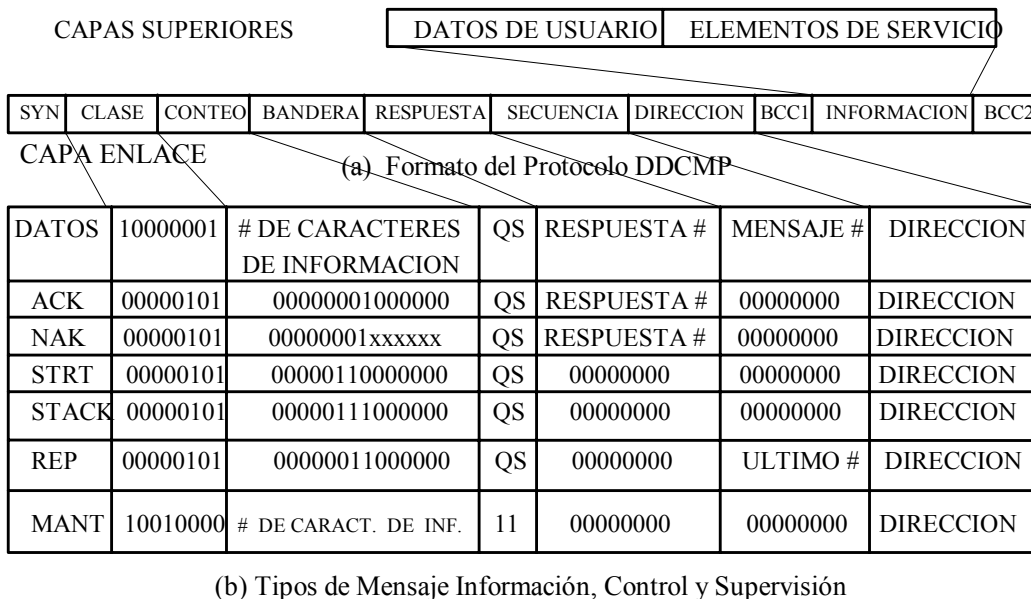 CAPAS SUPERIORES DATOS DE USUARIO ELEMENTOS DE SERVICIO
SYN CLASE CONTEO BANDERA RESPUESTA SECUENCIA DIRECCION BCC1 INFORMACION BCC2
CAPA ENLACE
(a) Formato del Protocolo DDCMP
DATOS 10000001 # DE CARACTERES QS RESPUESTA # MENSAJE # DIRECCION
DE INFORMACION
ACK 00000101 00000001000000 QS RESPUESTA # 00000000 DIRECCION
NAK 00000101 00000001xxxxxx QS RESPUESTA # 00000000 DIRECCION
STRT 00000101 00000110000000 QS 00000000 00000000 DIRECCION
STACK 00000101 00000111000000 QS 00000000 00000000 DIRECCION
REP 00000101 00000011000000 QS 00000000 ULTIMO # DIRECCION
MANT 10010000 # DE CARACT. DE INF. 11 00000000 00000000 DIRECCION
(b) Tipos de Mensaje Información, Control y Supervisión